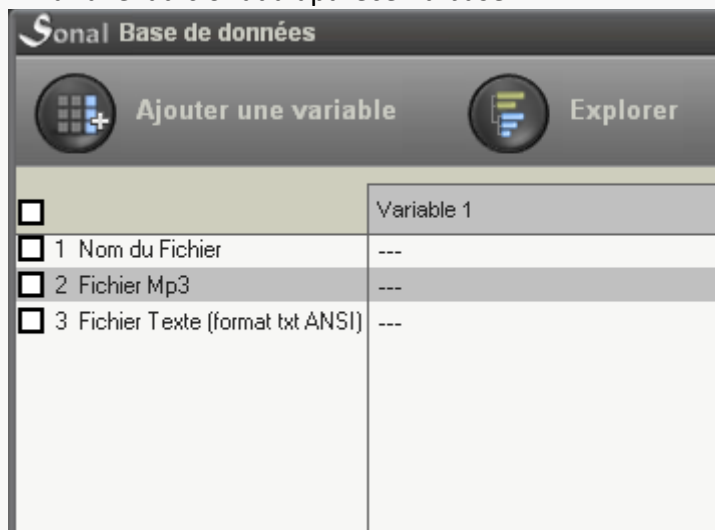 Sonal Base de données
Ajouter une variable
Explorer
Variable 1
1 Nom du Fichier ---
2 Fichier Mp3 ---
3 Fichier Texte (format txt ANSI) ---